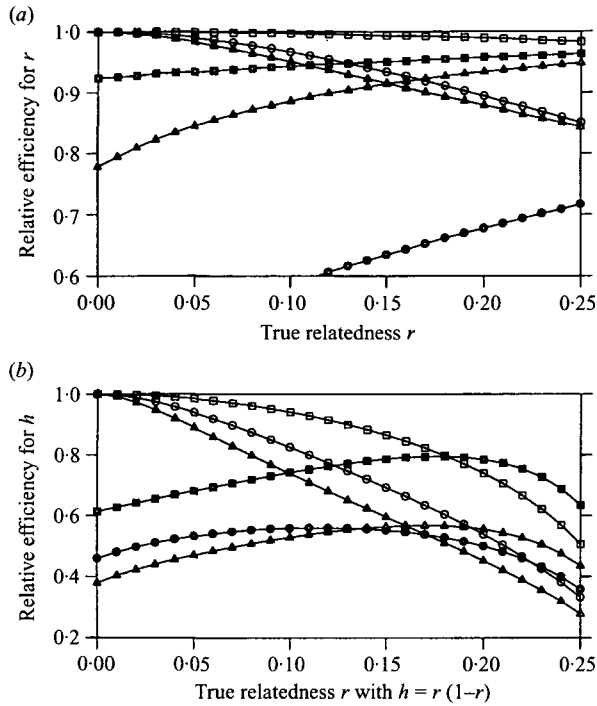 (a)
1·0
0·9
0·8
0·7
0·6
Relative efficiency for r
0·00 0·05 0·10 0·15 0·20 0·25
True relatedness r
(b)
1·0
0·8
0·6
0·4
0·2
Relative efficiency for h
0·00 0·05 0·10 0·15 0·20 0·25
True relatedness r with h = r (1–r)